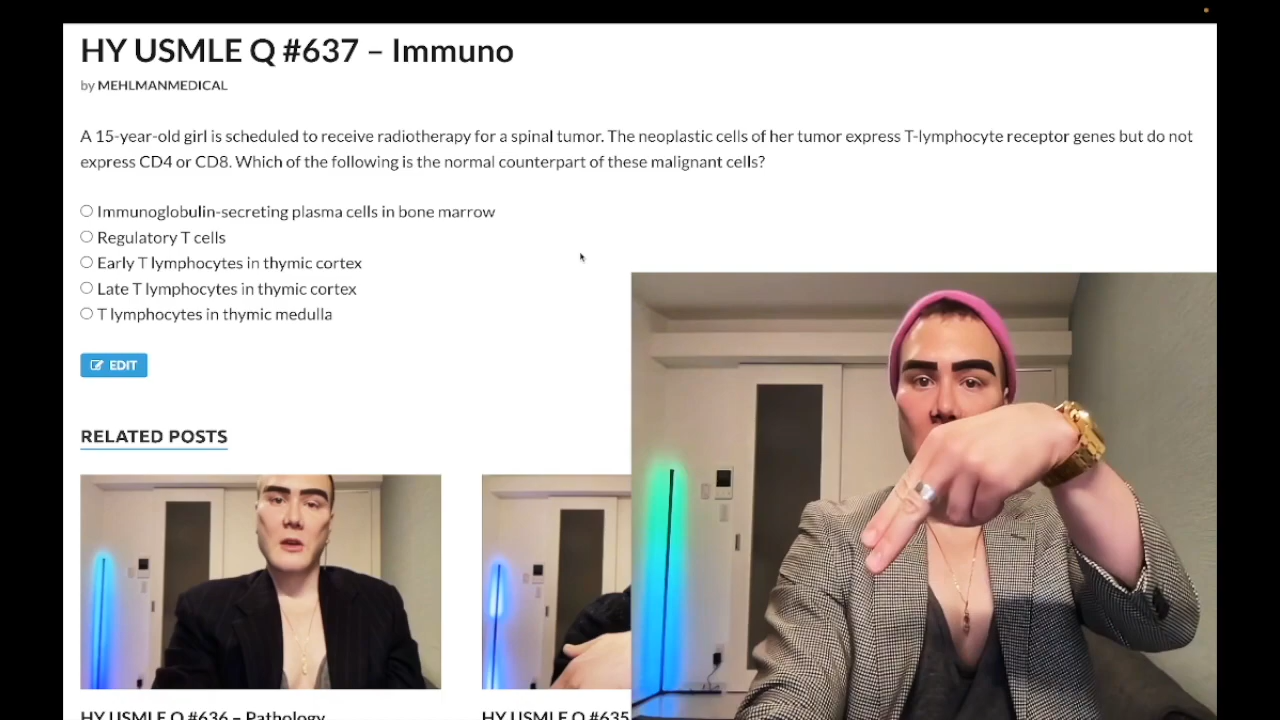 HY USMLE Q #637 – Immuno
by MEHLMANMEDICAL
A 15-year-old girl is scheduled to receive radiotherapy for a spinal tumor. The neoplastic cells of her tumor express T-lymphocyte receptor genes but do not
express CD4 or CD8. Which of the following is the normal counterpart of these malignant cells?
Immunoglobulin-secreting plasma cells in bone marrow
Regulatory T cells
Early T lymphocytes in thymic cortex
Late T lymphocytes in thymic cortex
T lymphocytes in thymic medulla
EDIT
RELATED POSTS
HY USMLE Q #636 – Pathology
HY USMLE Q #635